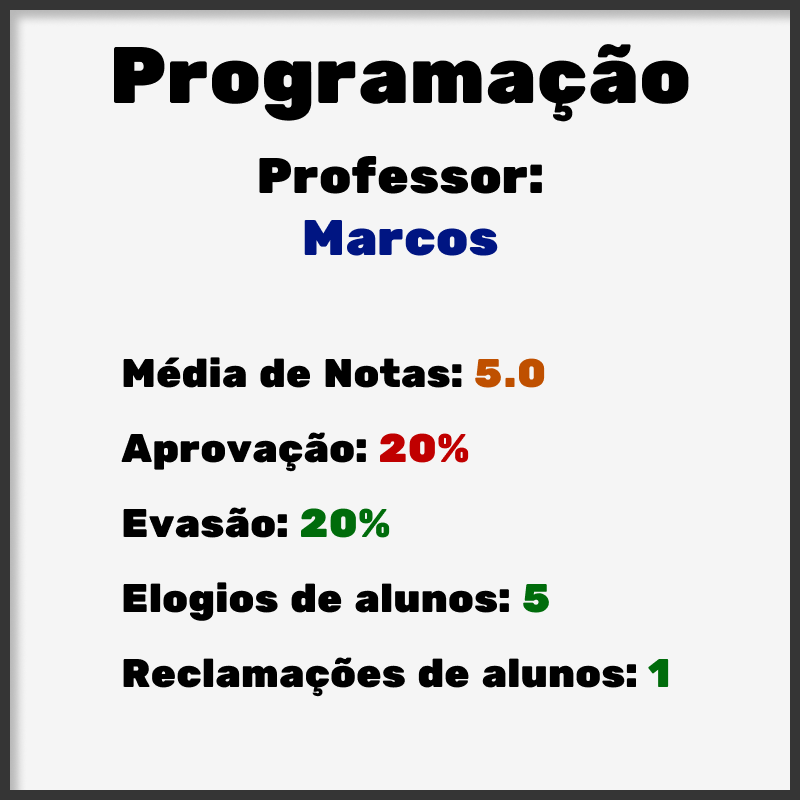 Programação
Professor:
Marcos
Média de Notas: 5.0
Aprovação: 20%
Evasão: 20%
Elogios de alunos: 5
Reclamações de alunos: 1